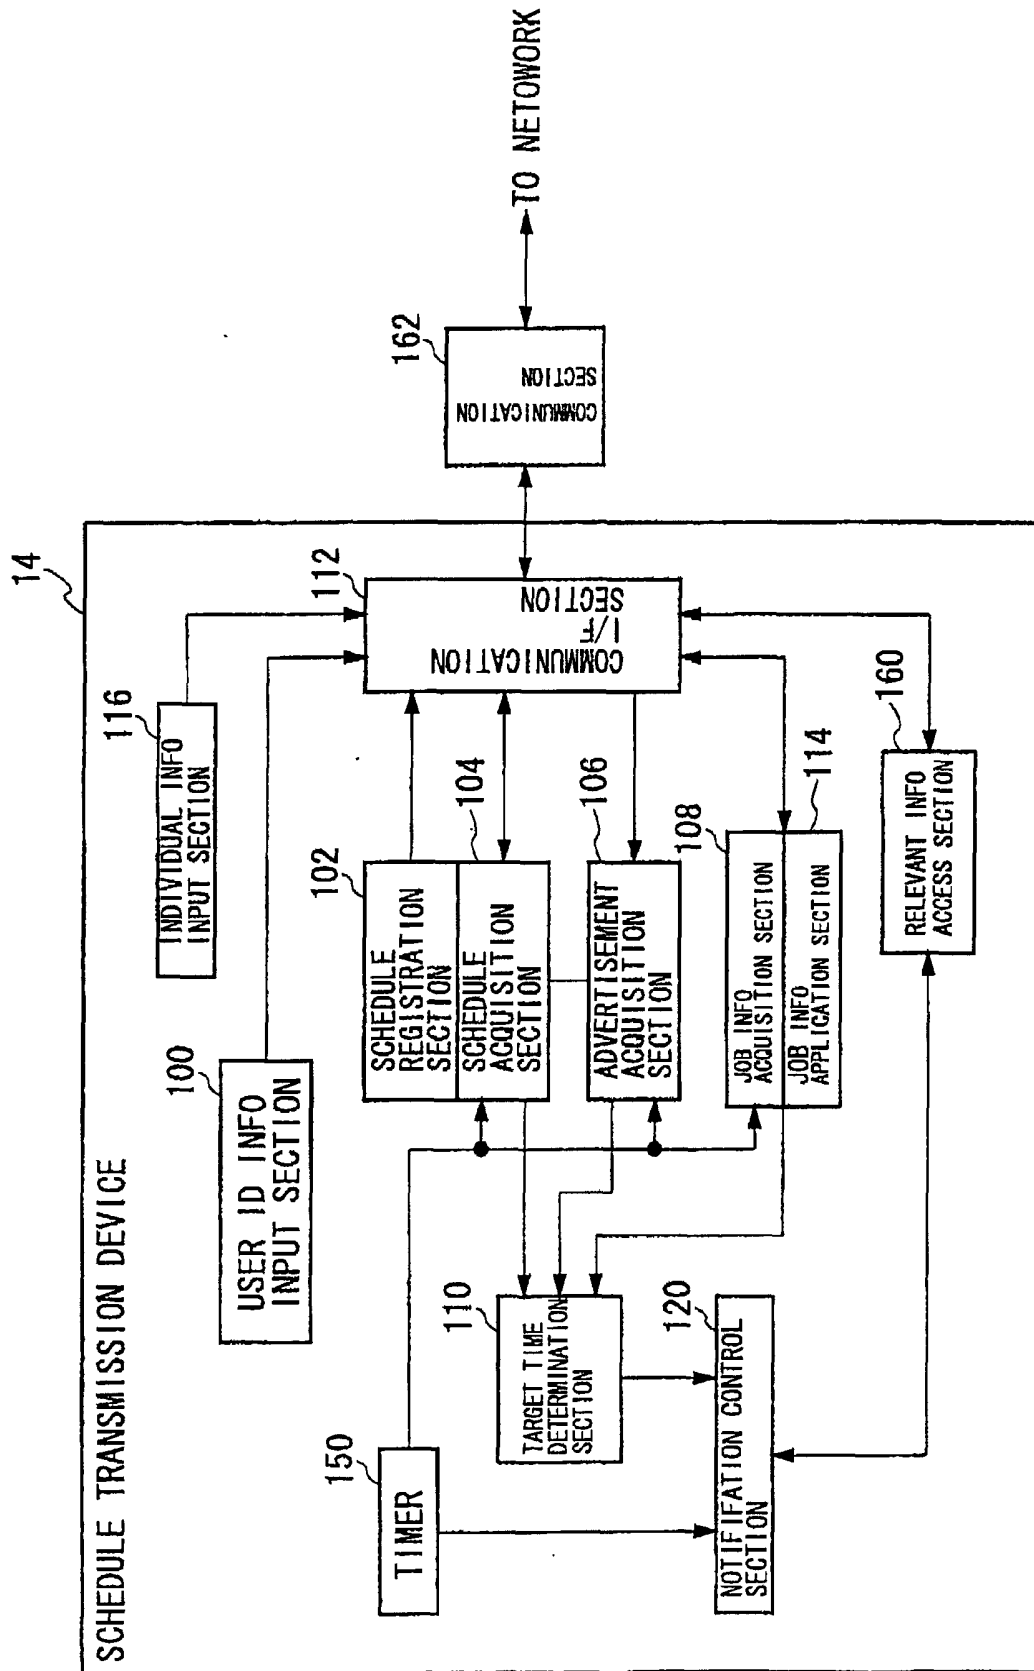 SCHEDULE TRANSMISSION DEVICE
14
116
INDIVIDUAL INFO
INPUT SECTION
100
USER ID INFO
INPUT SECTION
150
TIMER
102
SCHEDULE
REGISTRATION
SECTION
104
SCHEDULE
ACQUISITION
SECTION
106
ADVERTISEMENT
ACQUISITION
SECTION
108
JOB INFO
ACQUISITION SECTION
114
JOB INFO
APPLICATION SECTION
110
TARGET TIME
DETERMINATION
SECTION
120
NOTIFIFATION CONTROL
SECTION
160
RELEVANT INFO
ACCESS SECTION
112
COMMUNICATION
I/F
SECTION
162
COMMUNICATION
SECTION
TO NETOWORK